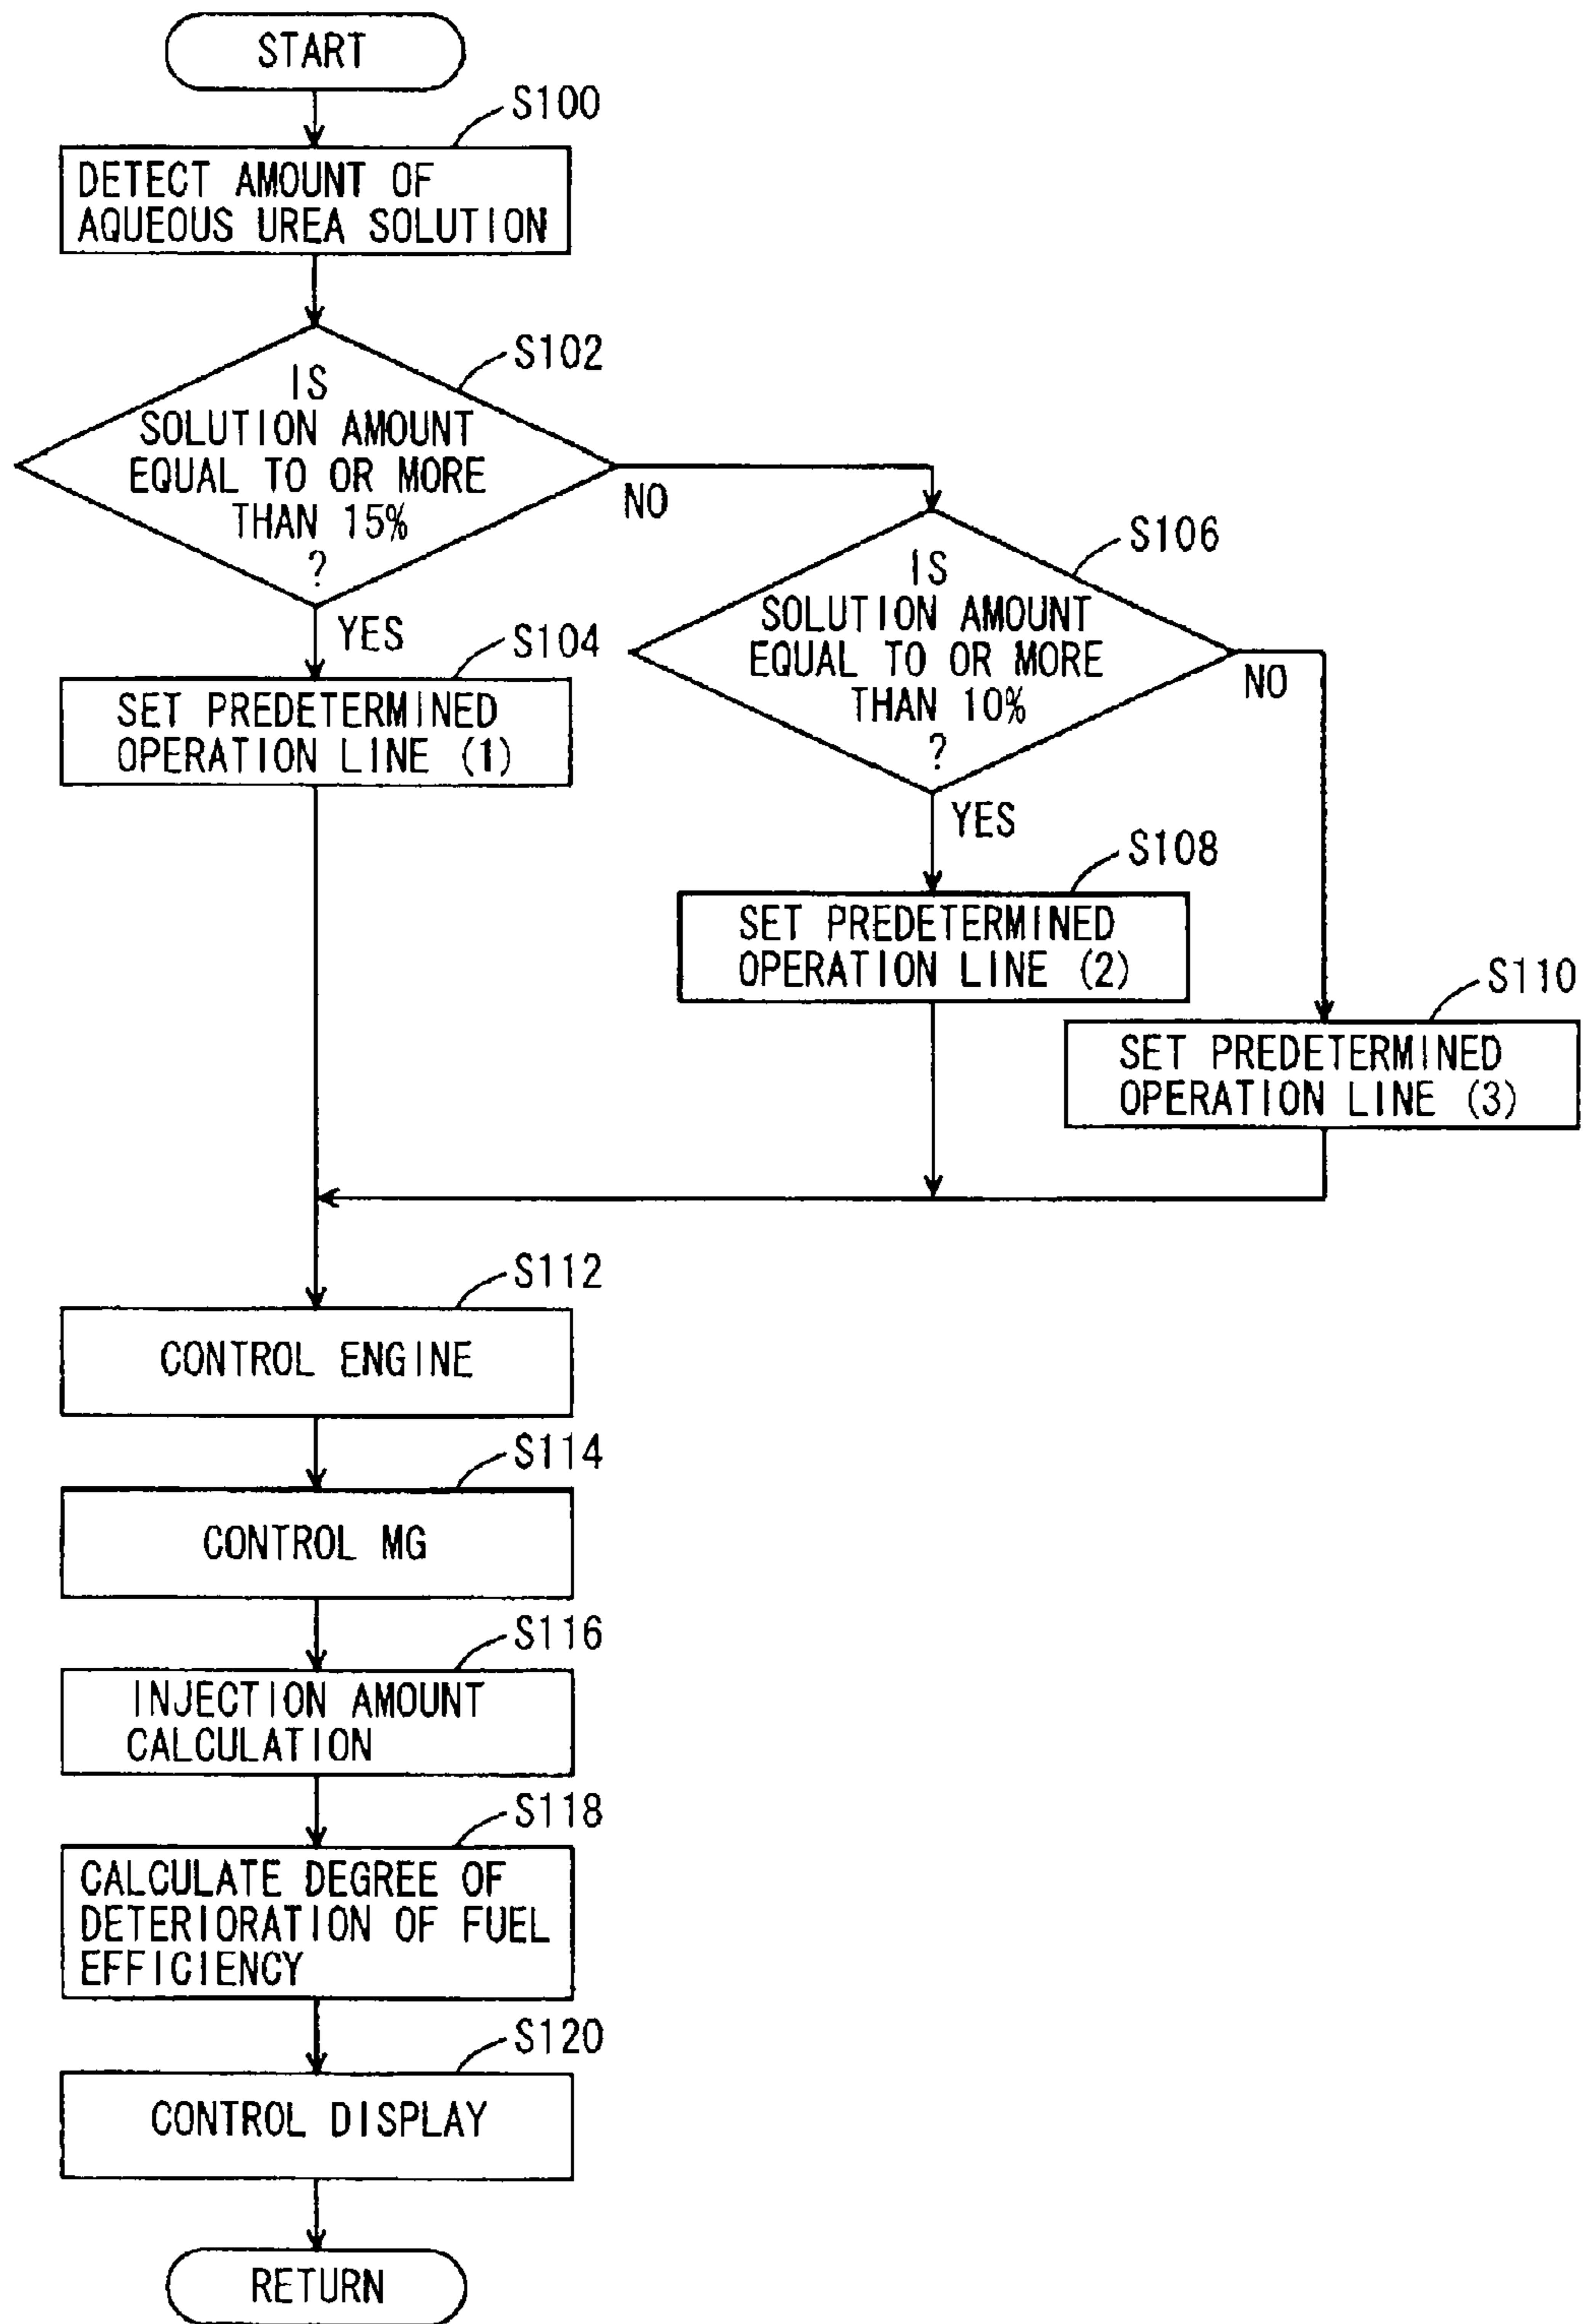 START
S100
DETECT AMOUNT OF
AQUEOUS UREA SOLUTION
S102
IS
SOLUTION AMOUNT
EQUAL TO OR MORE
THAN 15%
?
NO
YES
S106
IS
SOLUTION AMOUNT
EQUAL TO OR MORE
THAN 10%
?
NO
YES
S104
SET PREDETERMINED
OPERATION LINE (1)
S108
SET PREDETERMINED
OPERATION LINE (2)
S110
SET PREDETERMINED
OPERATION LINE (3)
S112
CONTROL ENGINE
S114
CONTROL MG
S116
INJECTION AMOUNT
CALCULATION
S118
CALCULATE DEGREE OF
DETERIORATION OF FUEL
EFFICIENCY
S120
CONTROL DISPLAY
RETURN